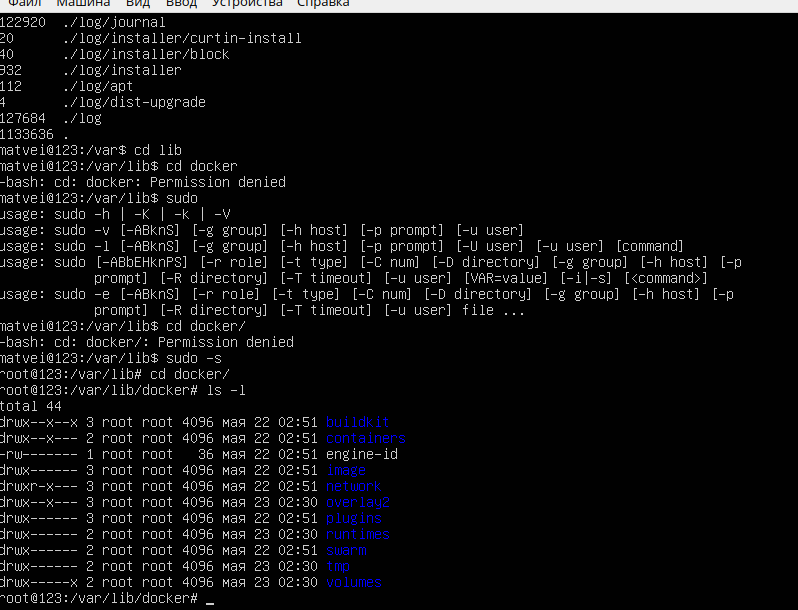 Файл Машина Вид Ввод Устройства Справка
122920 ./log/journal
20 ./log/installer/curtin-install
40 ./log/installer/block
932 ./log/installer
112 ./log/apt
4 ./log/dist-upgrade
127684 ./log
1133636 .
matvei@123:/var$ cd lib
matvei@123:/var/lib$ cd docker
-bash: cd: docker: Permission denied
matvei@123:/var/lib$ sudo
usage: sudo -h | -K | -k | -V
usage: sudo -v [-ABknS] [-g group] [-h host] [-p prompt] [-u user]
usage: sudo -l [-ABknS] [-g group] [-h host] [-p prompt] [-U user] [-u user] [command]
usage: sudo [-ABbEHknPS] [-r role] [-t type] [-C num] [-D directory] [-g group] [-h host] [-p
prompt] [-R directory] [-T timeout] [-u user] [VAR=value] [-i|-s] [<command>]
usage: sudo -e [-ABknS] [-r role] [-t type] [-C num] [-D directory] [-g group] [-h host] [-p
prompt] [-R directory] [-T timeout] [-u user] file ...
matvei@123:/var/lib$ cd docker/
-bash: cd: docker/: Permission denied
matvei@123:/var/lib$ sudo -s
root@123:/var/lib# cd docker/
root@123:/var/lib/docker# ls -l
total 44
drwx--x--x 3 root root 4096 мая 22 02:51 buildkit
drwx--x--- 2 root root 4096 мая 22 02:51 containers
-rw------- 1 root root 36 мая 22 02:51 engine-id
drwx------ 3 root root 4096 мая 22 02:51 image
drwxr-x--- 3 root root 4096 мая 22 02:51 network
drwx--x--- 3 root root 4096 мая 23 02:30 overlay2
drwx------ 3 root root 4096 мая 22 02:51 plugins
drwx------ 2 root root 4096 мая 23 02:30 runtimes
drwx------ 2 root root 4096 мая 22 02:51 swarm
drwx------ 2 root root 4096 мая 23 02:30 tmp
drwx-----x 2 root root 4096 мая 23 02:30 volumes
root@123:/var/lib/docker# _